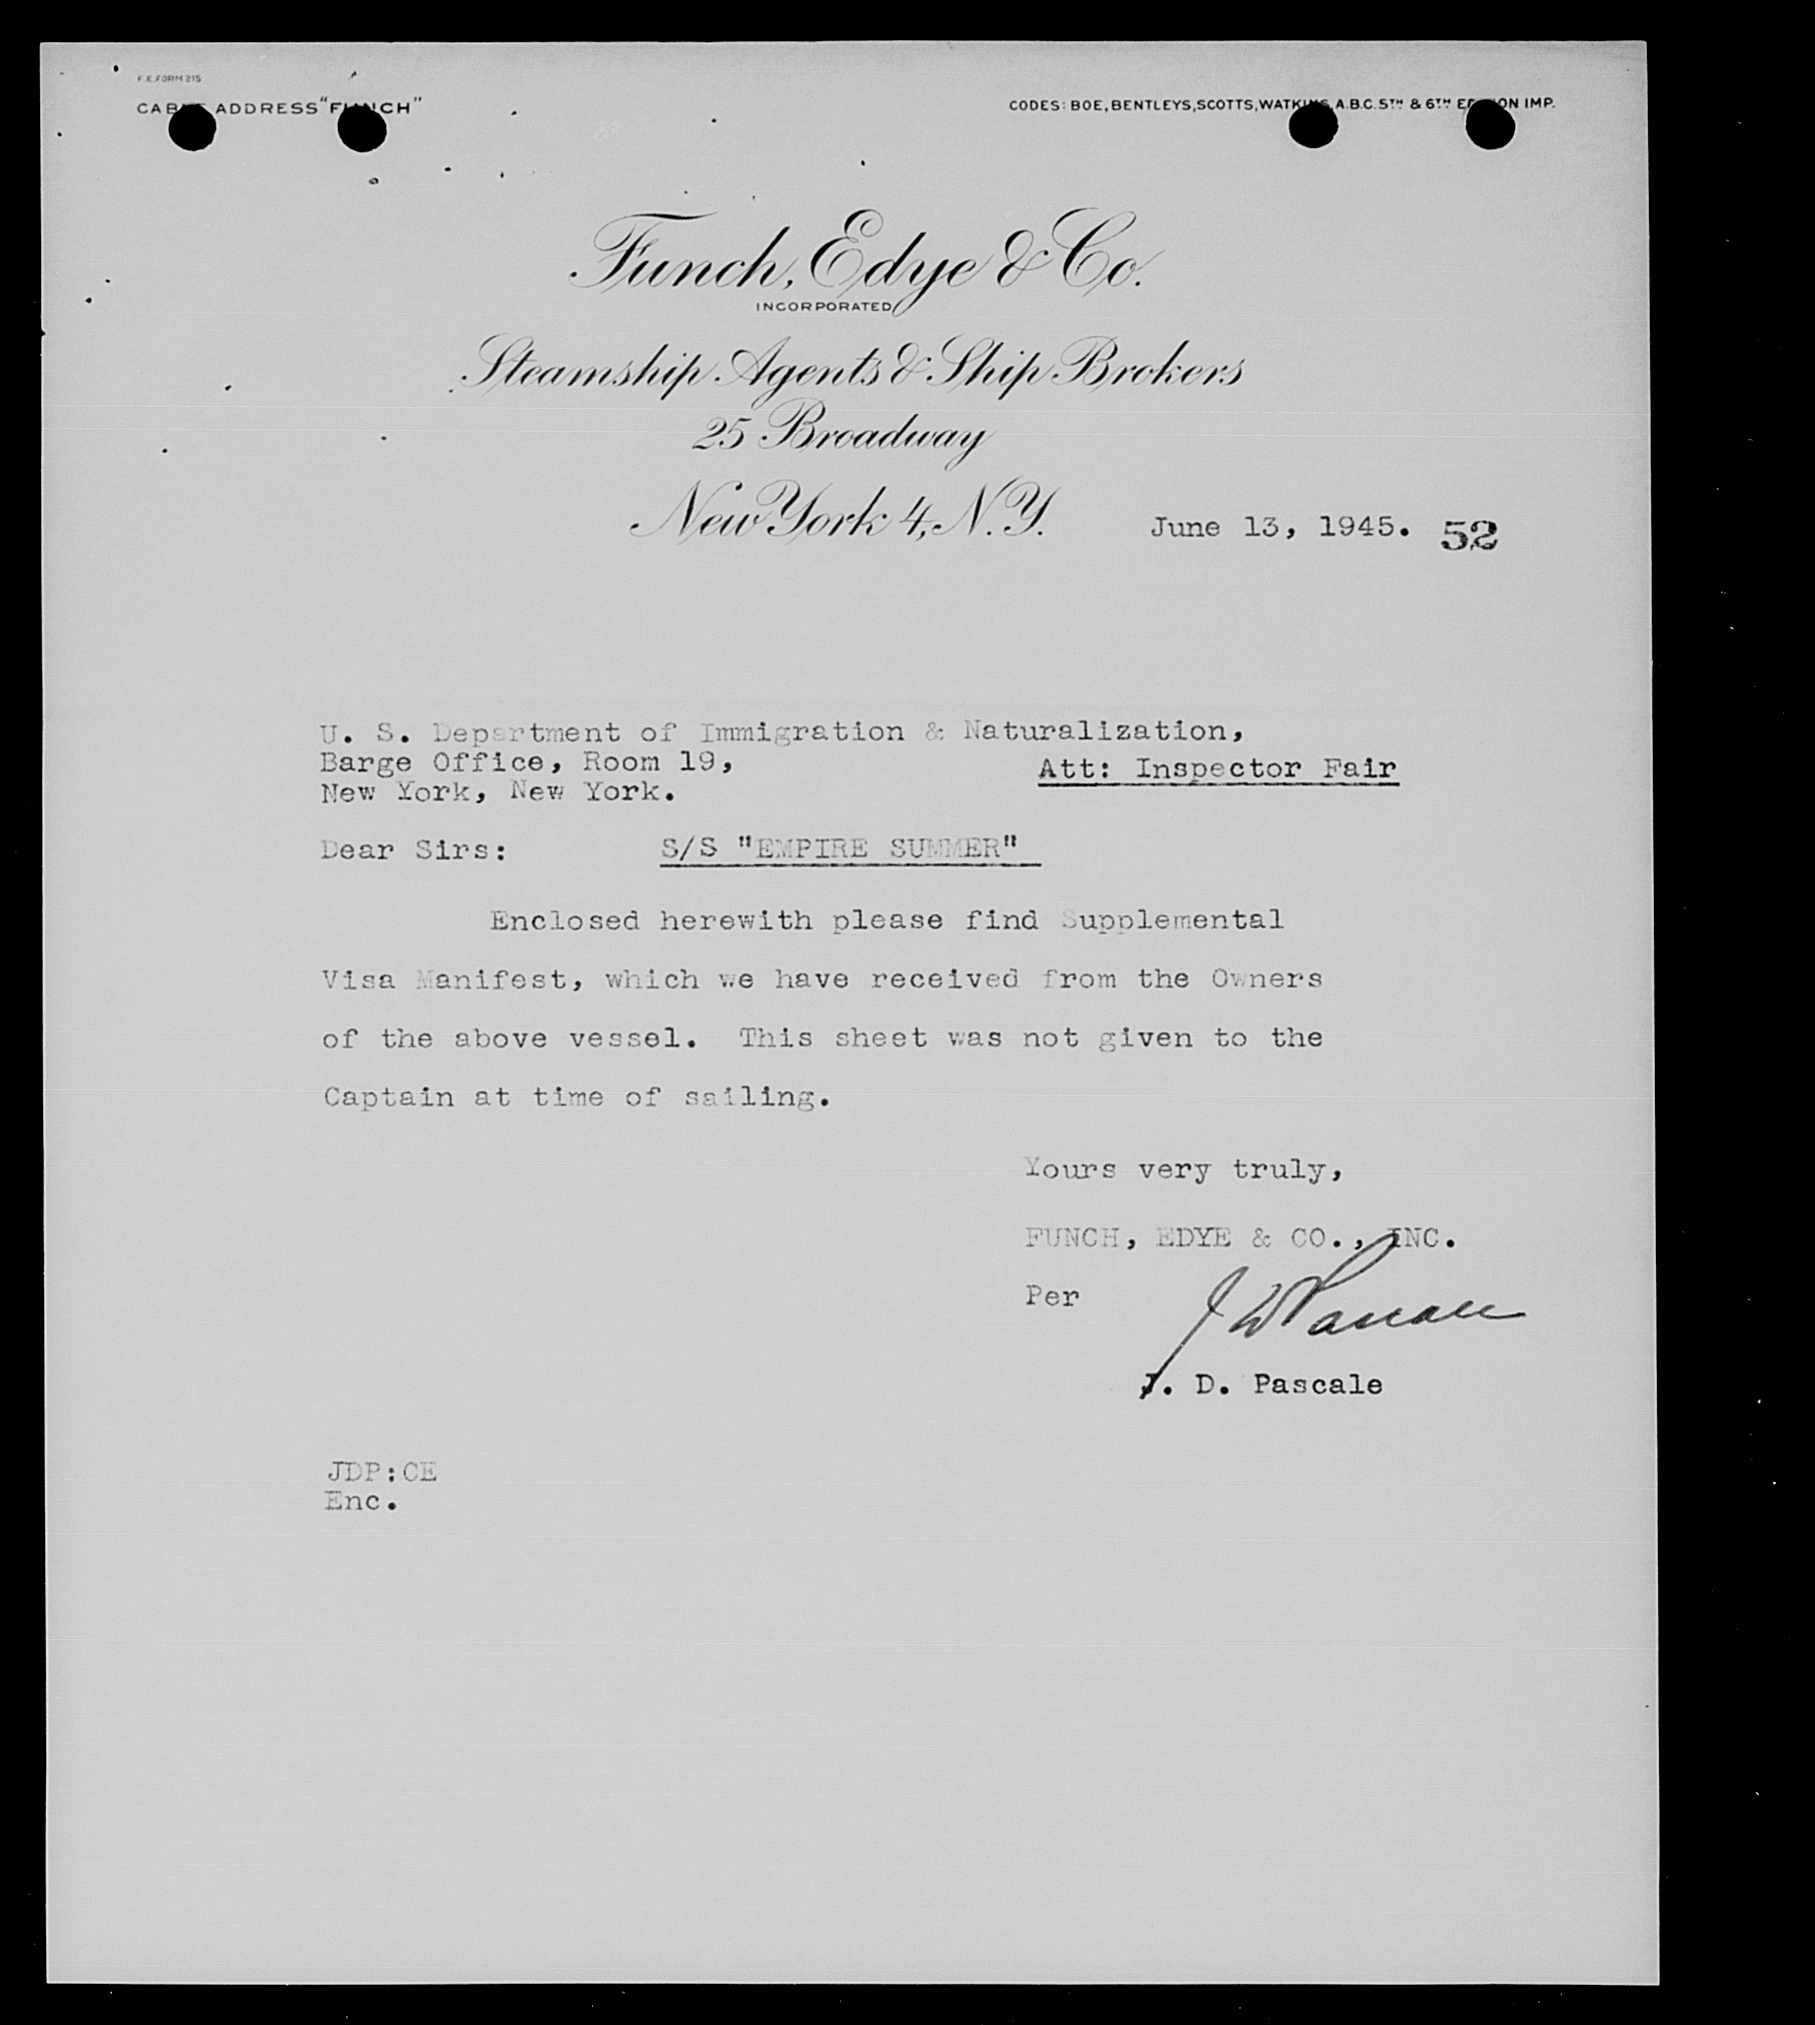 F.E.FORM 215
CABLE ADDRESS "FUNCH"
CODES: BOE, BENTLEYS, SCOTTS, WATKINS, A.B.C. 5TH & 6TH EDITION IMP.
Funch, Edye & Co.
INCORPORATED
Steamship Agents & Ship Brokers
25 Broadway
New York 4, N.Y.
June 13, 1945. 52
U. S. Department of Immigration & Naturalization,
Barge Office, Room 19,
Att: Inspector Fair
New York, New York.
Dear Sirs: S/S "EMPIRE SUMMER"
Enclosed herewith please find Supplemental
Visa Manifest, which we have received from the Owners
of the above vessel. This sheet was not given to the
Captain at time of sailing.
Yours very truly,
FUNCH, EDYE & CO., INC.
Per J D Pascale
J. D. Pascale
JDP:CE
Enc.